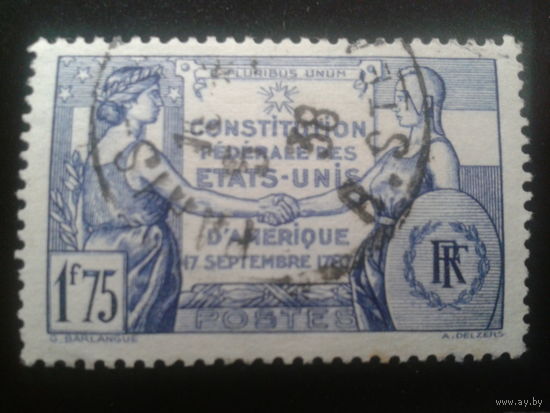 E PLURIBUS UNUM
CONSTITUTION
FÉDÉRALE DES
ETATS-UNIS
D'AMÉRIQUE
17 SEPTEMBRE 1787
1F75
RF
POSTES
G. BARLANGUE
A. DELZERS
38
www.ay.by